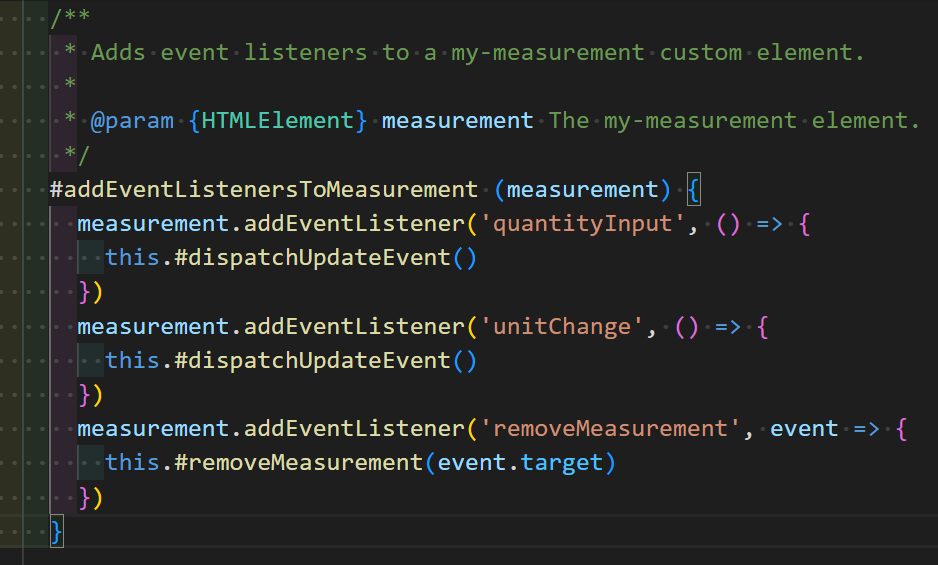 /**
 * Adds event listeners to a my-measurement custom element.
 *
 * @param {HTMLElement} measurement The my-measurement element.
 */
#addEventListenersToMeasurement (measurement) {
  measurement.addEventListener('quantityInput', () => {
    this.#dispatchUpdateEvent()
  })
  measurement.addEventListener('unitChange', () => {
    this.#dispatchUpdateEvent()
  })
  measurement.addEventListener('removeMeasurement', event => {
    this.#removeMeasurement(event.target)
  })
}